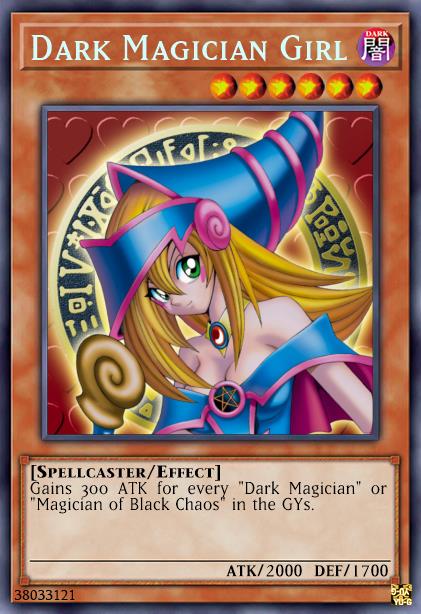 Dark Magician Girl
DARK
闇
[Spellcaster/Effect]
Gains 300 ATK for every "Dark Magician" or
"Magician of Black Chaos" in the GYs.
ATK/2000 DEF/1700
38033121